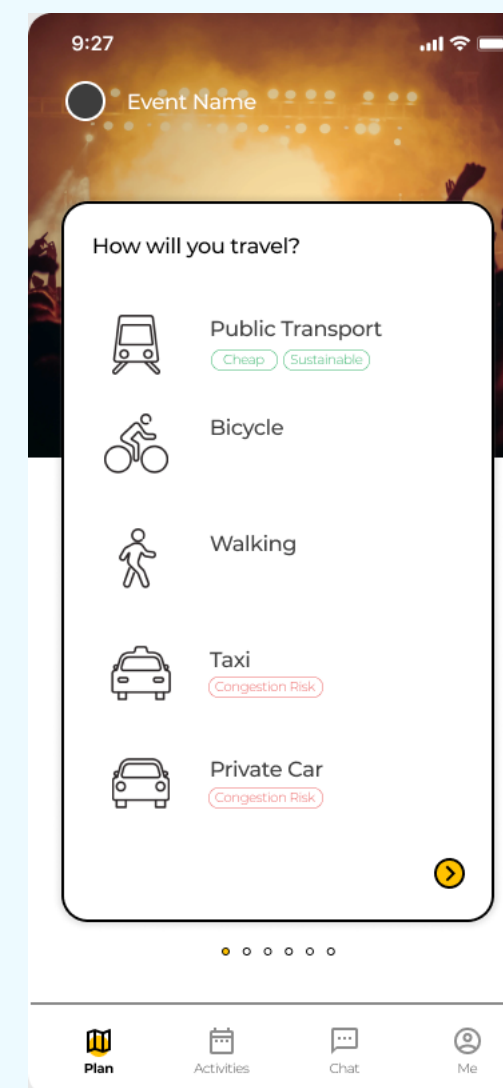 9:27
Event Name
How will you travel?
Public Transport
Cheap Sustainable
Bicycle
Walking
Taxi
Congestion Risk
Private Car
Congestion Risk
Plan Activities Chat Me